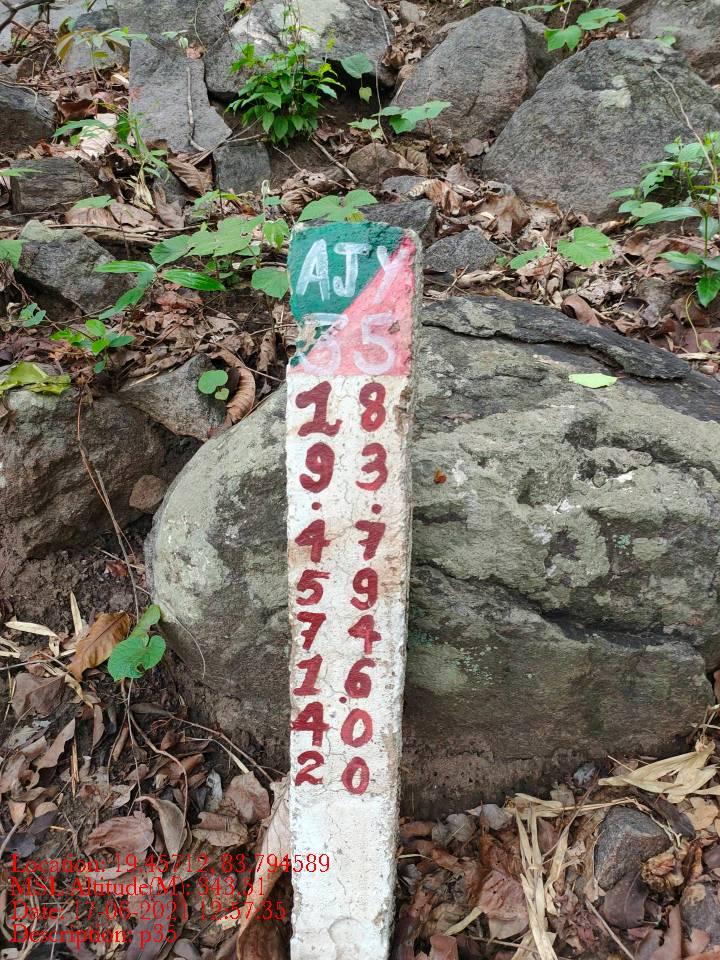 AJY
35
1 8
9 3
. .
4 7
5 9
7 4
1 6
4 0
2 0
Location: 19.45712, 83.794589
MSL Altitude(M): 343.51
Date: 17-06-2021 12:57:35
Description: p35